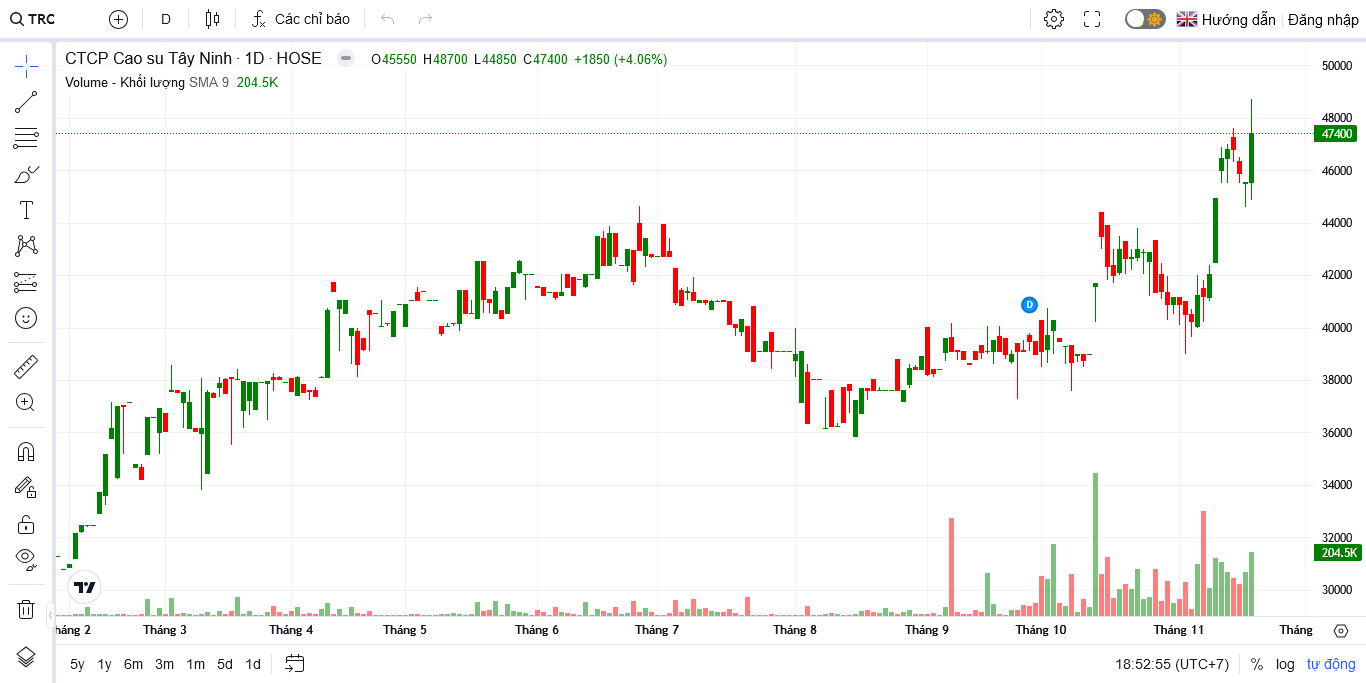 TRC D Các chỉ báo Hướng dẫn Đăng nhập
CTCP Cao su Tây Ninh · 1D · HOSE O45550 H48700 L44850 C47400 +1850 (+4.06%)
Volume - Khối lượng SMA 9 204.5K
50000
48000
47400
46000
44000
42000
40000
38000
36000
34000
32000
204.5K
30000
D
háng 2 Tháng 3 Tháng 4 Tháng 5 Tháng 6 Tháng 7 Tháng 8 Tháng 9 Tháng 10 Tháng 11 Tháng
5y 1y 6m 3m 1m 5d 1d 18:52:55 (UTC+7) % log tự động